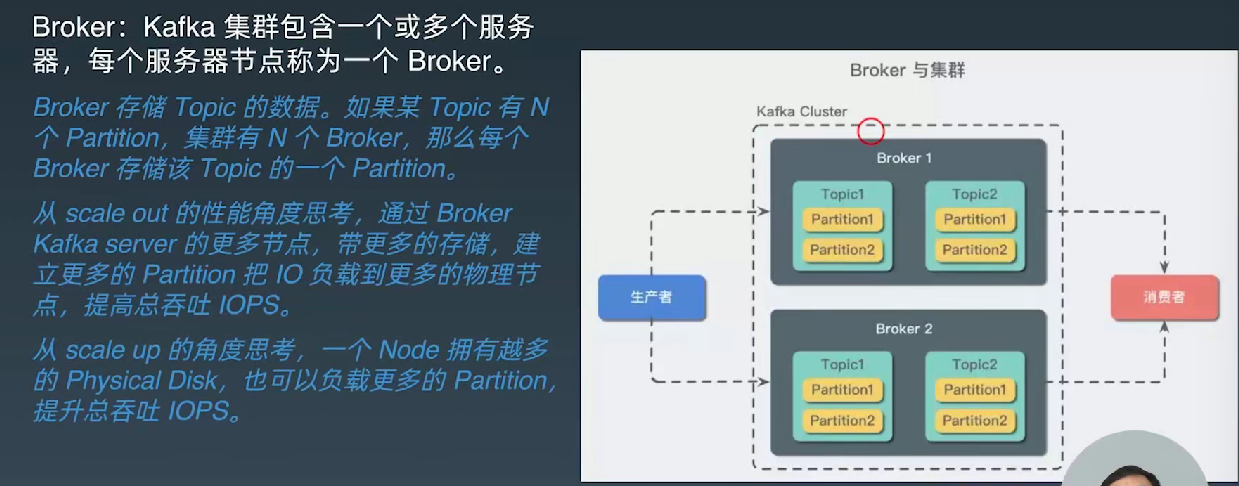 Broker：Kafka 集群包含一个或多个服务
器，每个服务器节点称为一个 Broker。
Broker 存储 Topic 的数据。如果某 Topic 有 N
个 Partition，集群有 N 个 Broker，那么每个
Broker 存储该 Topic 的一个 Partition。
从 scale out 的性能角度思考，通过 Broker
Kafka server 的更多节点，带更多的存储，建
立更多的 Partition 把 IO 负载到更多的物理节
点，提高总吞吐 IOPS。
从 scale up 的角度思考，一个 Node 拥有越多
的 Physical Disk，也可以负载更多的 Partition，
提升总吞吐 IOPS。
Broker 与集群
Kafka Cluster
Broker 1
Topic1
Partition1
Partition2
Topic2
Partition1
Partition2
生产者
消费者
Broker 2
Topic1
Partition1
Partition2
Topic2
Partition1
Partition2